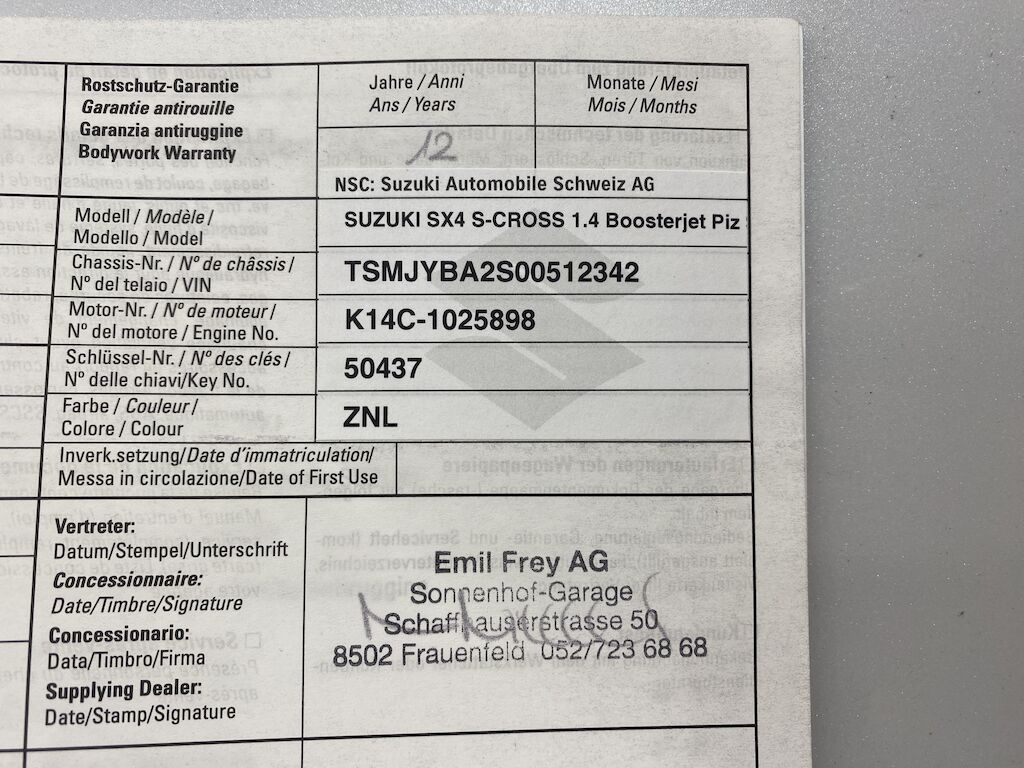 Rostschutz-Garantie
Garantie antirouille
Garanzia antiruggine
Bodywork Warranty
Jahre / Anni
Ans / Years
Monate / Mesi
Mois / Months
12
NSC: Suzuki Automobile Schweiz AG
Modell / Modèle /
Modello / Model
SUZUKI SX4 S-CROSS 1.4 Boosterjet Piz
Chassis-Nr. / Nº de châssis /
N° del telaio / VIN
TSMJYBA2S00512342
Motor-Nr. / Nº de moteur /
N° del motore / Engine No.
K14C-1025898
Schlüssel-Nr. / Nº des clés /
N° delle chiavi/Key No.
50437
Farbe / Couleur /
Colore / Colour
ZNL
Inverk.setzung/Date d'immatriculation/
Messa in circolazione/Date of First Use
Vertreter:
Datum/Stempel/Unterschrift
Concessionnaire:
Date/Timbre/Signature
Concessionario:
Data/Timbro/Firma
Supplying Dealer:
Date/Stamp/Signature
Emil Frey AG
Sonnenhof-Garage
Schaffhauserstrasse 50
8502 Frauenfeld 052/723 68 68